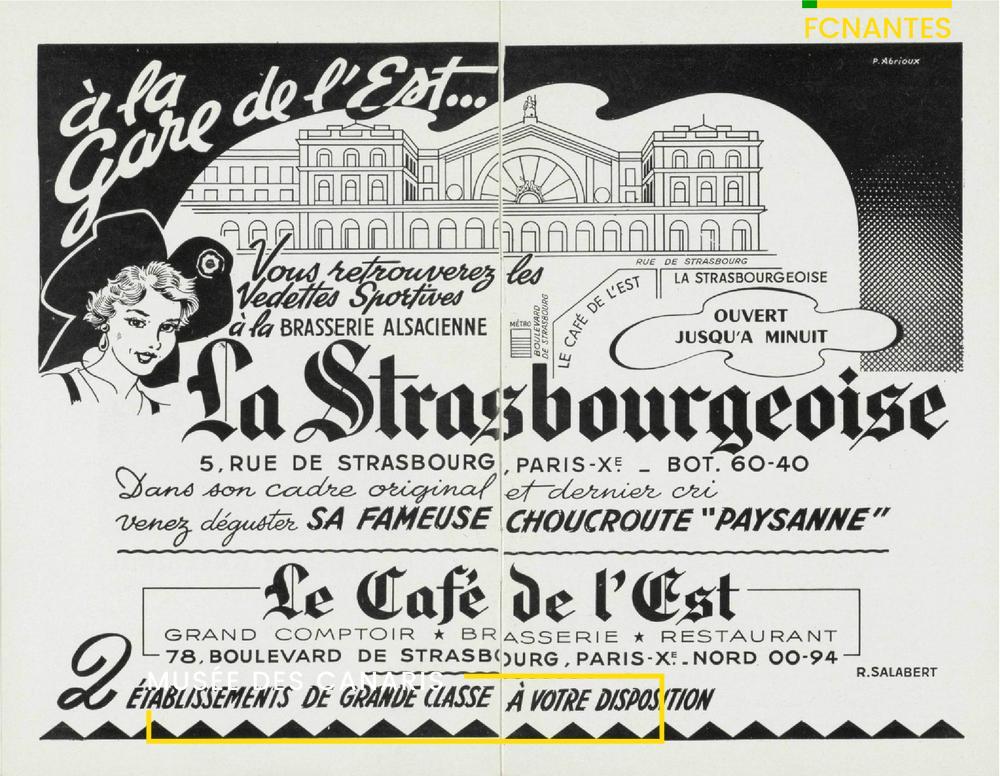 FCNANTES
P. Abrioux
à la
Gare de l'Est...
RUE DE STRASBOURG
Vous retrouverez les
Vedettes Sportives
à la BRASSERIE ALSACIENNE
MÉTRO
BOULEVARD
DE STRASBOURG
LE CAFÉ DE L'EST
LA STRASBOURGEOISE
OUVERT
JUSQU'A MINUIT
La Strasbourgeoise
5, RUE DE STRASBOURG, PARIS-XE _ BOT. 60-40
Dans son cadre original et dernier cri
venez déguster SA FAMEUSE CHOUCROUTE "PAYSANNE"
Le Café de l'Est
GRAND COMPTOIR ★ BRASSERIE ★ RESTAURANT
78, BOULEVARD DE STRASBOURG, PARIS-XE _ NORD 00-94
R. SALABERT
MUSÉE DES CANARIS
2 ÉTABLISSEMENTS DE GRANDE CLASSE À VOTRE DISPOSITION